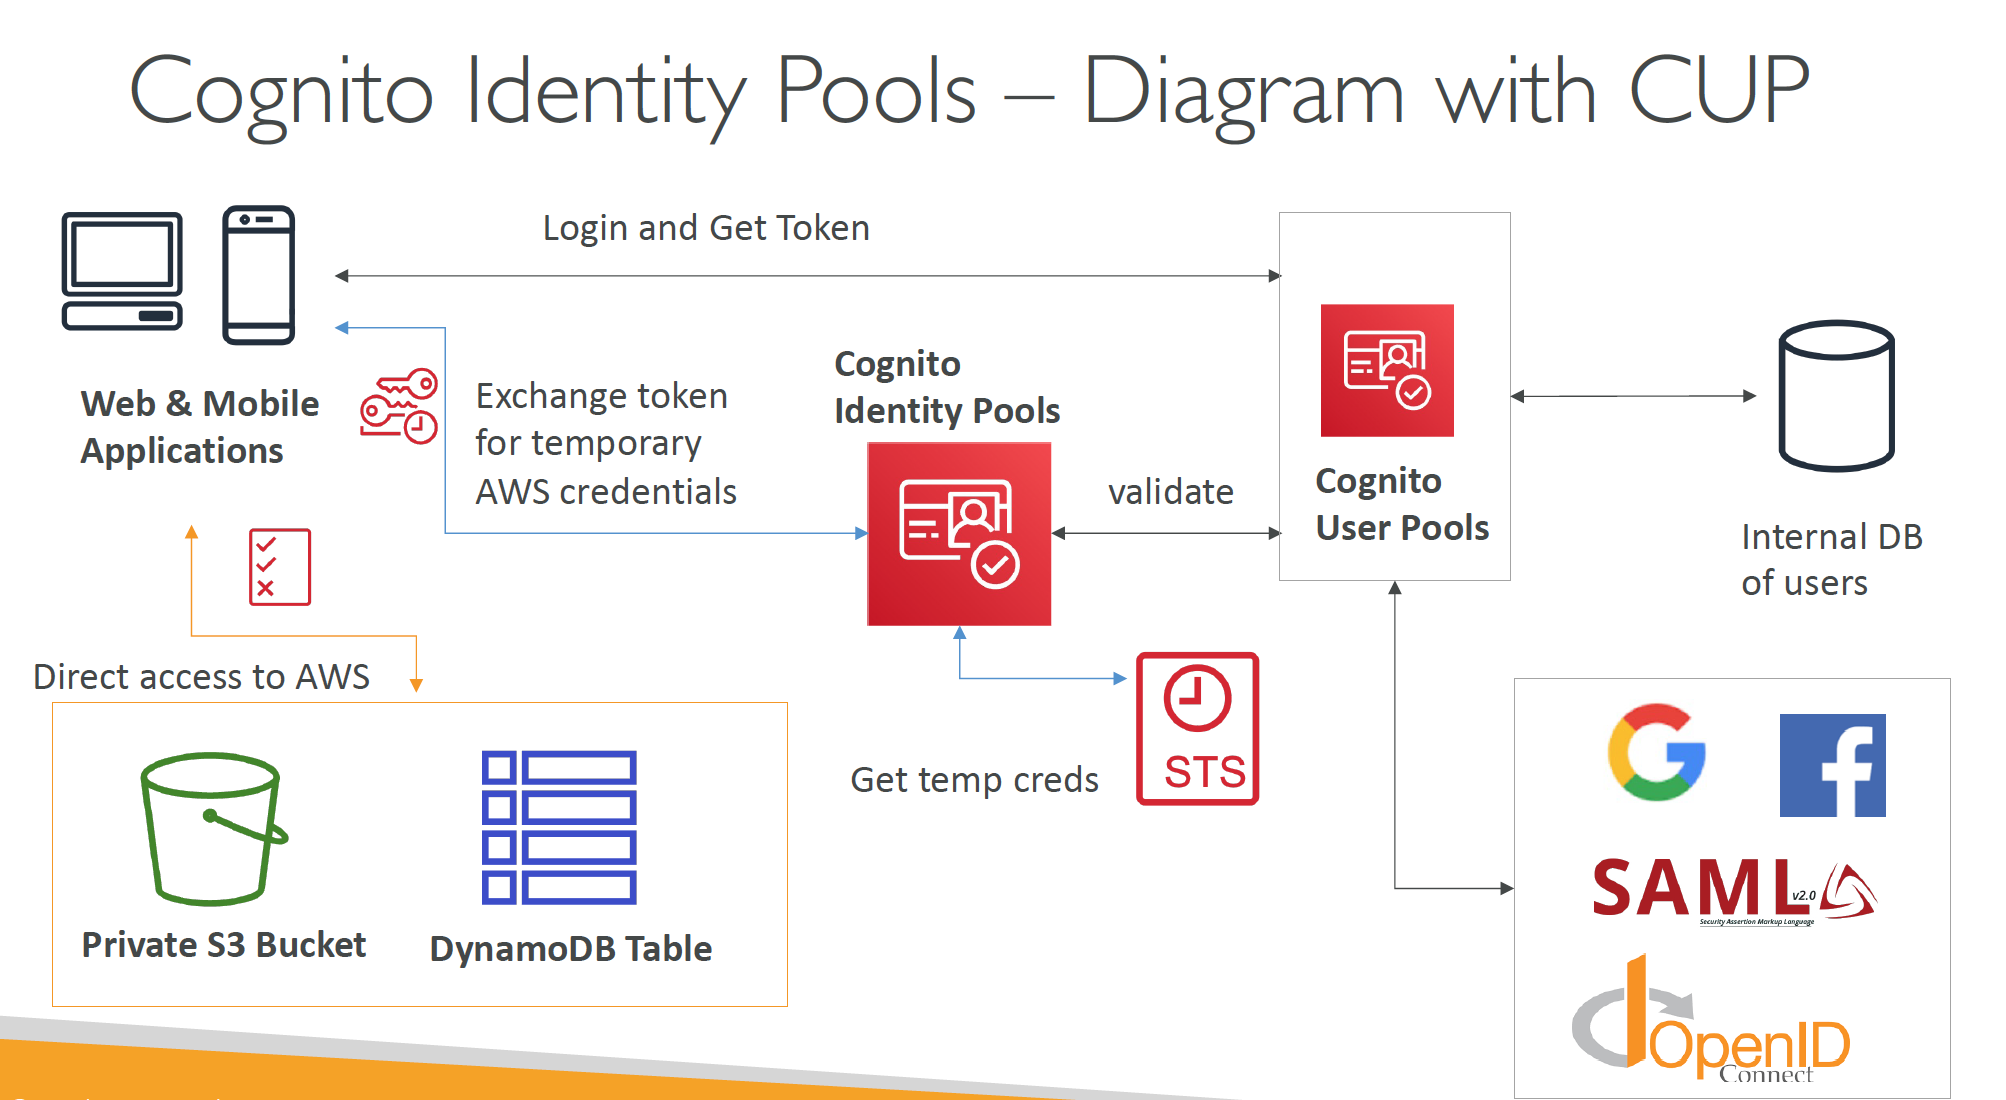 Cognito Identity Pools – Diagram with CUP
Login and Get Token
Web & Mobile
Applications
Exchange token
for temporary
AWS credentials
Cognito
Identity Pools
validate
Cognito
User Pools
Internal DB
of users
Direct access to AWS
Get temp creds
STS
Private S3 Bucket
DynamoDB Table
SAML v2.0
Security Assertion Markup Language
OpenID
Connect